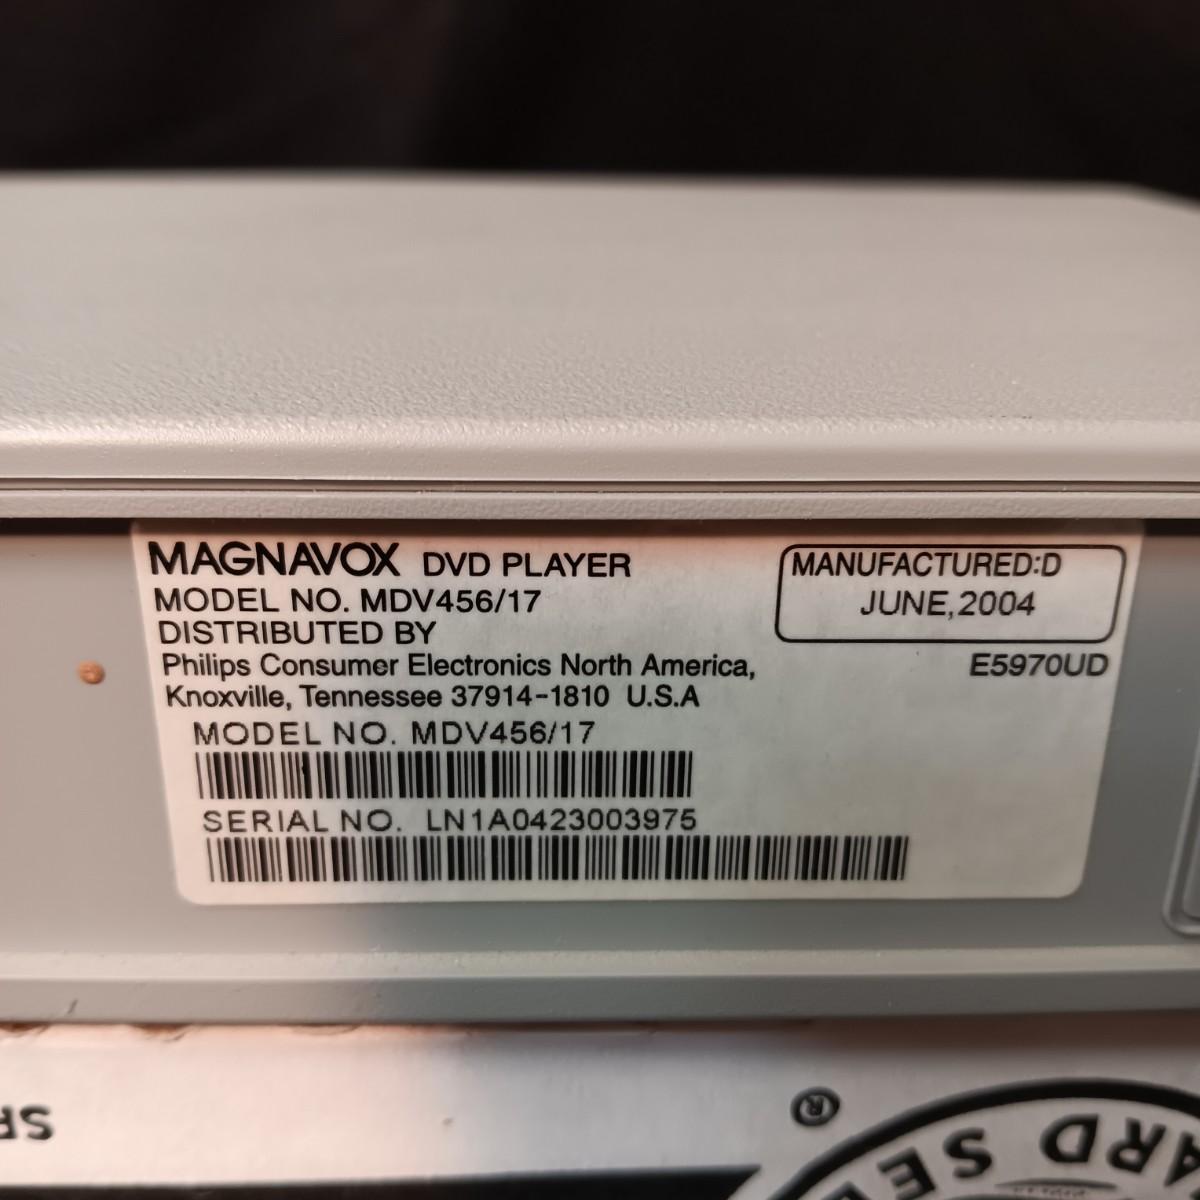 MAGNAVOX DVD PLAYER
MODEL NO. MDV456/17
DISTRIBUTED BY
Philips Consumer Electronics North America,
Knoxville, Tennessee 37914-1810 U.S.A
MANUFACTURED:D
JUNE,2004
E5970UD
MODEL NO. MDV456/17
SERIAL NO. LN1A0423003975
®